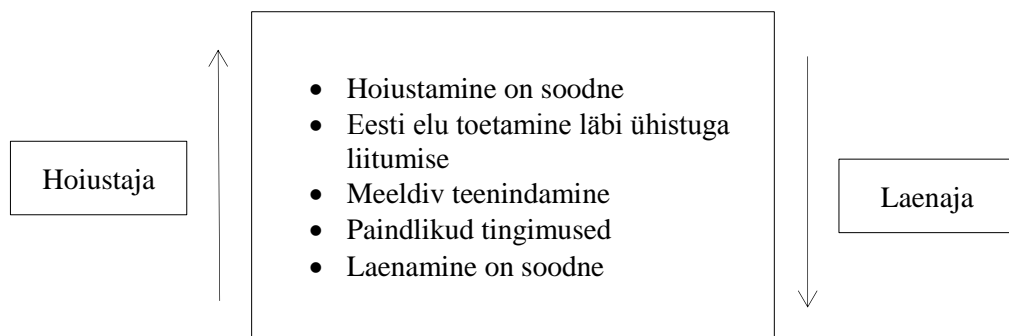 Hoiustaja
• Hoiustamine on soodne
• Eesti elu toetamine läbi ühistuga
liitumise
• Meeldiv teenindamine
• Paindlikud tingimused
• Laenamine on soodne
Laenaja